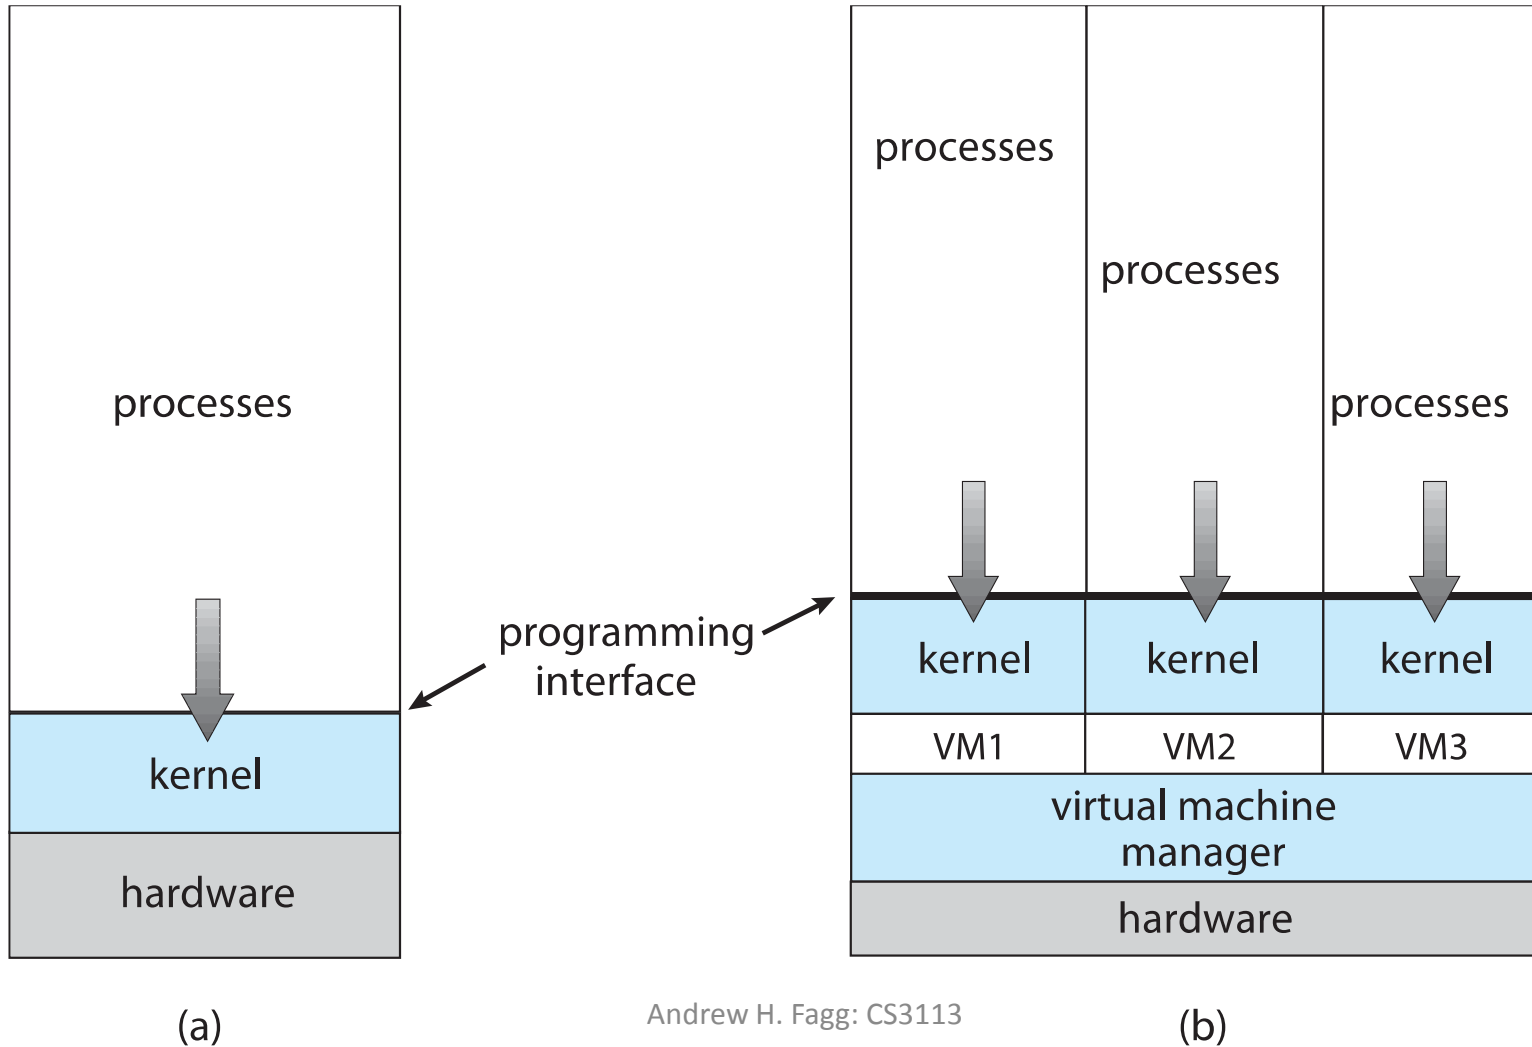 processes
kernel
hardware
(a)
programming
interface
processes
processes
processes
kernel
kernel
kernel
VM1
VM2
VM3
virtual machine
manager
hardware
(b)
Andrew H. Fagg: CS3113